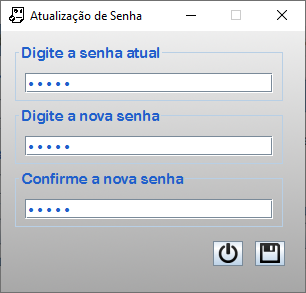 Atualização de Senha
Digite a senha atual
•••••
Digite a nova senha
•••••
Confirme a nova senha
•••••